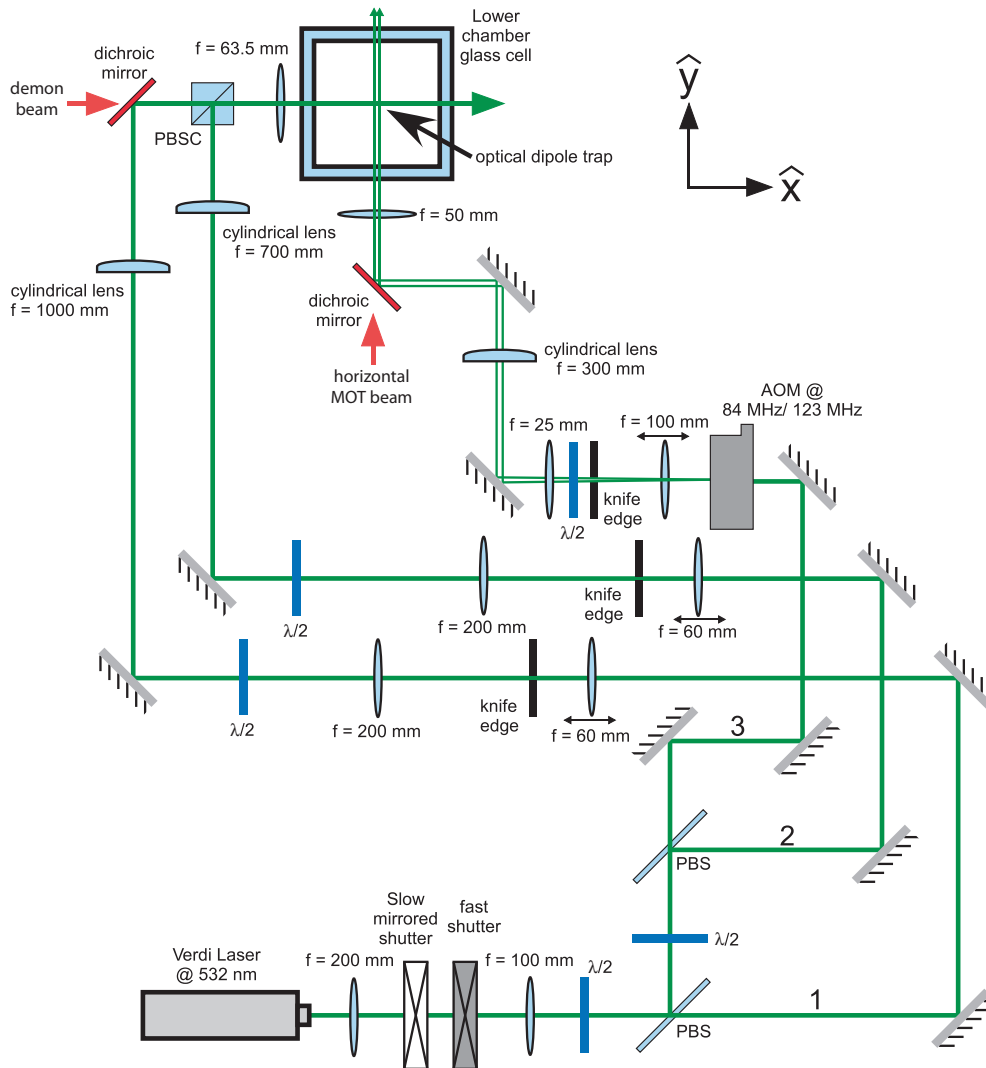 Lower
chamber
glass cell
f = 63.5 mm
dichroic
mirror
demon
beam
PBSC
optical dipole trap
ŷ
x̂
f = 50 mm
cylindrical lens
f = 700 mm
cylindrical lens
f = 1000 mm
dichroic
mirror
horizontal
MOT beam
cylindrical lens
f = 300 mm
AOM @
84 MHz/ 123 MHz
f = 25 mm
f = 100 mm
knife
edge
λ/2
knife
edge
λ/2
f = 200 mm
f = 60 mm
λ/2
f = 200 mm
knife
edge
f = 60 mm
3
2
PBS
Slow
mirrored
shutter
fast
shutter
λ/2
Verdi Laser
@ 532 nm
f = 200 mm
f = 100 mm
λ/2
1
PBS